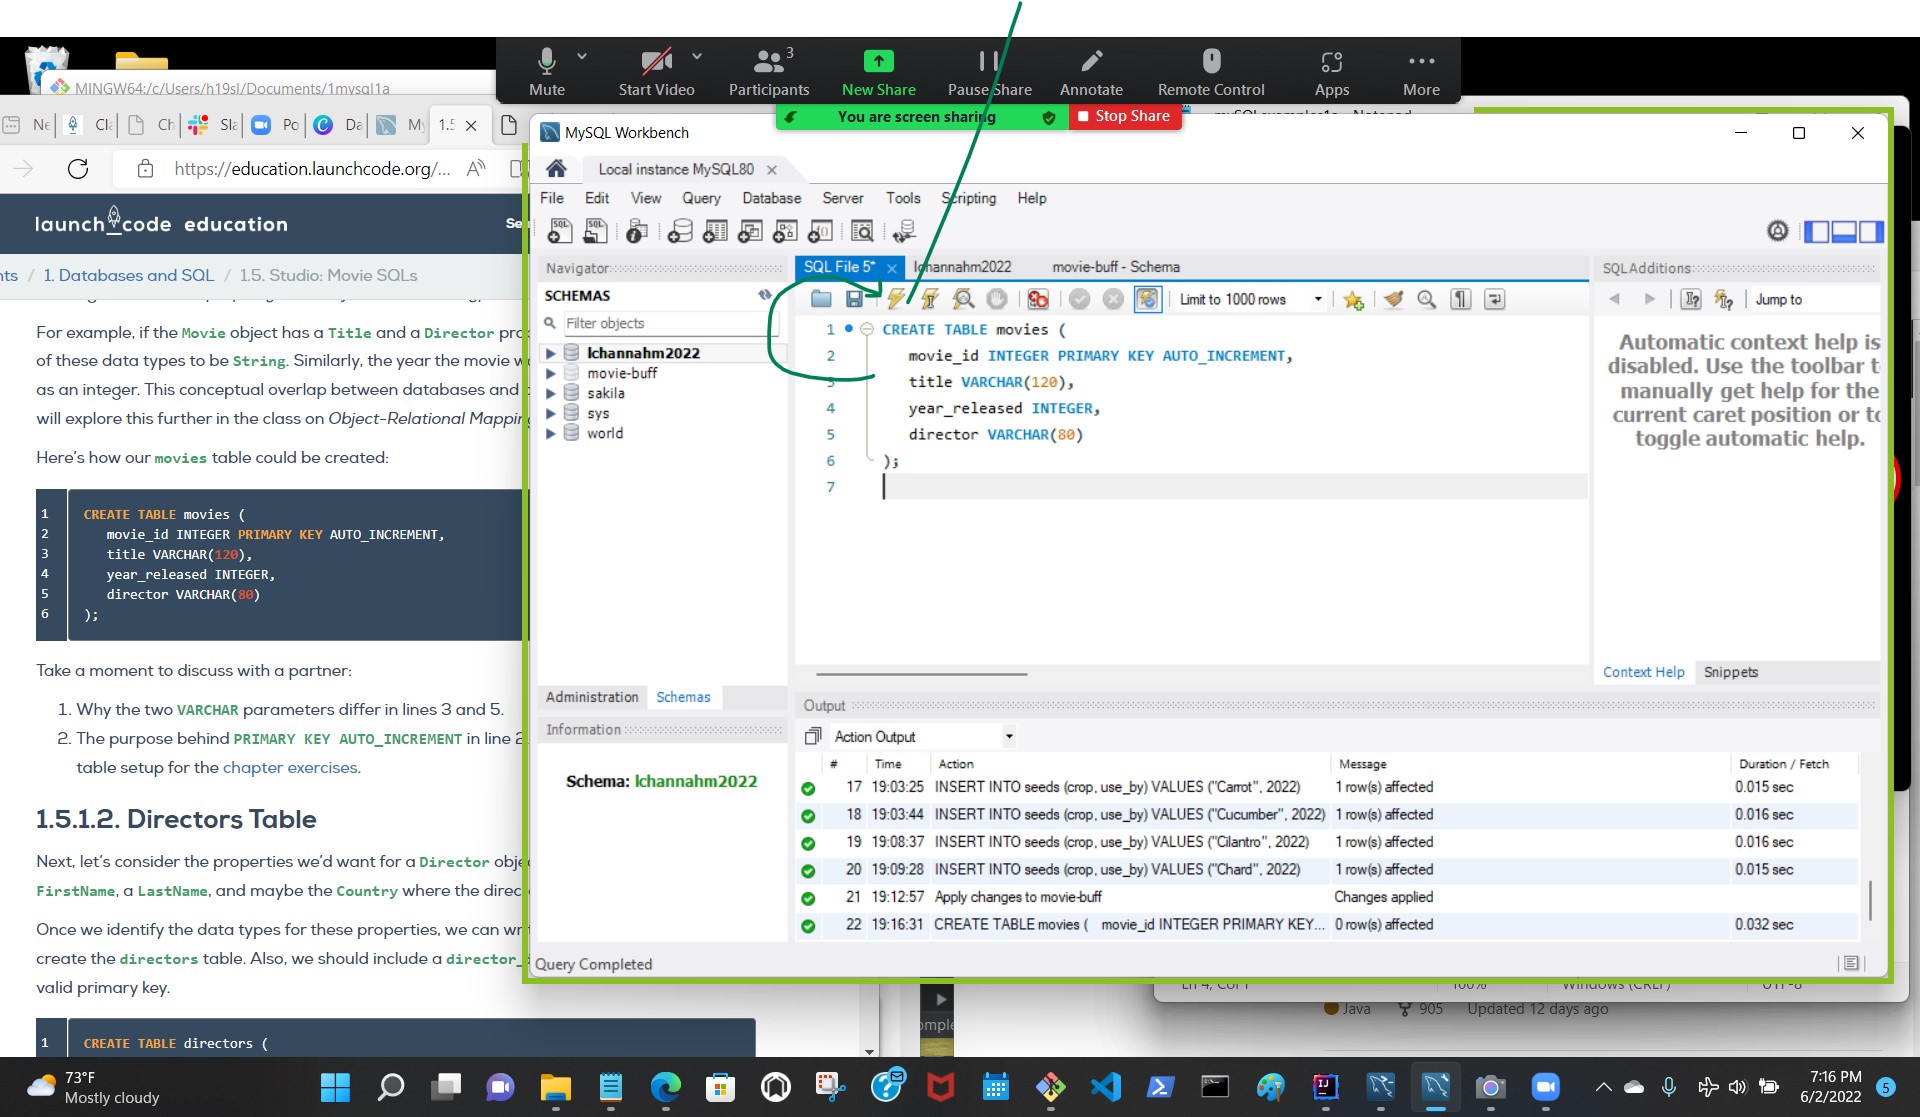 3
Mute
Start Video
Participants
New Share
Pause Share
Annotate
Remote Control
Apps
More
You are screen sharing
Stop Share
MINGW64:/c/Users/h19sl/Documents/1mysql1a
1.5
https://education.launchcode.org/...
launch_code education
1. Databases and SQL / 1.5. Studio: Movie SQLs
For example, if the Movie object has a Title and a Director
of these data types to be String. Similarly, the year the movie
as an integer. This conceptual overlap between databases and
will explore this further in the class on Object-Relational
Here's how our movies table could be created:
1 CREATE TABLE movies (
2 movie_id INTEGER PRIMARY KEY AUTO_INCREMENT,
3 title VARCHAR(120),
4 year_released INTEGER,
5 director VARCHAR(80)
6 );
Take a moment to discuss with a partner:
1. Why the two VARCHAR parameters differ in lines 3 and 5.
2. The purpose behind PRIMARY KEY AUTO_INCREMENT in line
table setup for the chapter exercises.
1.5.1.2. Directors Table
Next, let's consider the properties we'd want for a Director
FirstName, a LastName, and maybe the Country where the
Once we identify the data types for these properties, we can
create the directors table. Also, we should include a
valid primary key.
1 CREATE TABLE directors (
MySQL Workbench
Local instance MySQL80
File Edit View Query Database Server Tools Scripting Help
Navigator
SCHEMAS
Filter objects
lchannahm2022
movie-buff
sakila
sys
world
Administration Schemas
Information
Schema: lchannahm2022
SQL File 5* lchannahm2022 movie-buff - Schema
Limit to 1000 rows
1 CREATE TABLE movies (
2 movie_id INTEGER PRIMARY KEY AUTO_INCREMENT,
3 title VARCHAR(120),
4 year_released INTEGER,
5 director VARCHAR(80)
6 );
7
SQLAdditions
Jump to
Automatic context help is
disabled. Use the toolbar
manually get help for the
current caret position or
toggle automatic help.
Context Help Snippets
Output
Action Output
# Time Action Message Duration / Fetch
17 19:03:25 INSERT INTO seeds (crop, use_by) VALUES ("Carrot", 2022) 1 row(s) affected 0.015 sec
18 19:03:44 INSERT INTO seeds (crop, use_by) VALUES ("Cucumber", 2022) 1 row(s) affected 0.016 sec
19 19:08:37 INSERT INTO seeds (crop, use_by) VALUES ("Cilantro", 2022) 1 row(s) affected 0.016 sec
20 19:09:28 INSERT INTO seeds (crop, use_by) VALUES ("Chard", 2022) 1 row(s) affected 0.015 sec
21 19:12:57 Apply changes to movie-buff Changes applied
22 19:16:31 CREATE TABLE movies ( movie_id INTEGER PRIMARY KEY... 0 row(s) affected 0.032 sec
Query Completed
Java 905 Updated 12 days ago
73°F
Mostly cloudy
7:16 PM
6/2/2022
5